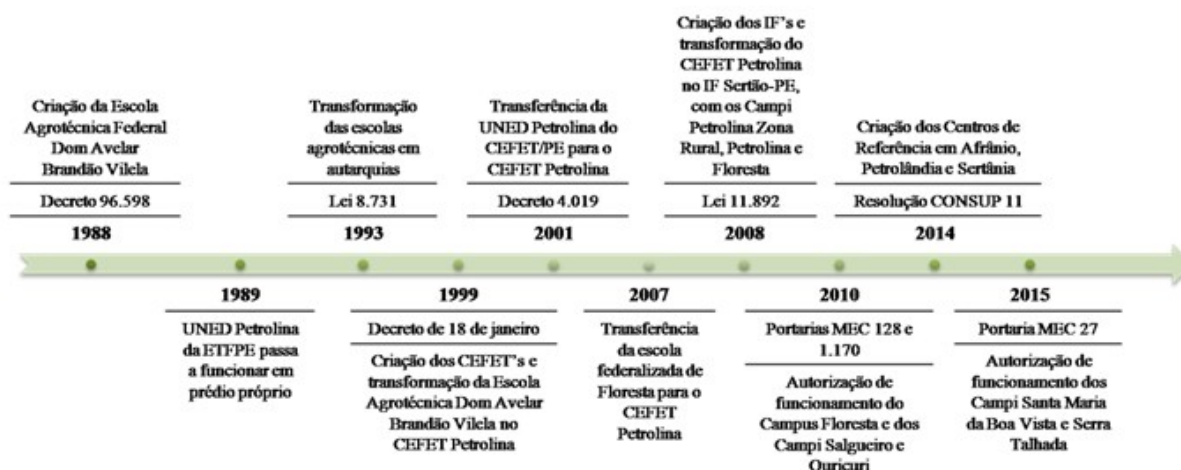 Criação da Escola
Agrotécnica Federal
Dom Avelar
Brandão Vilela
Decreto 96.598
1988
Transformação
das escolas
agrotécnicas em
autarquias
Lei 8.731
1993
Transferência da
UNED Petrolina do
CEFET/PE para o
CEFET Petrolina
Decreto 4.019
2001
Criação dos IF's e
transformação do
CEFET Petrolina
no IF Sertão-PE,
com os Campi
Petrolina Zona
Rural, Petrolina e
Floresta
Lei 11.892
2008
Criação dos Centros de
Referência em Afrânio,
Petrolândia e Sertânia
Resolução CONSUP 11
2014
1989
UNED Petrolina
da ETFPE passa
a funcionar em
prédio próprio
1999
Decreto de 18 de janeiro
Criação dos CEFET's e
transformação da Escola
Agrotécnica Dom Avelar
Brandão Vilela no
CEFET Petrolina
2007
Transferência
da escola
federalizada de
Floresta para o
CEFET
Petrolina
2010
Portarias MEC 128 e
1.170
Autorização de
funcionamento do
Campus Floresta e dos
Campi Salgueiro e
Ouricuri
2015
Portaria MEC 27
Autorização de
funcionamento dos
Campi Santa Maria
da Boa Vista e Serra
Talhada